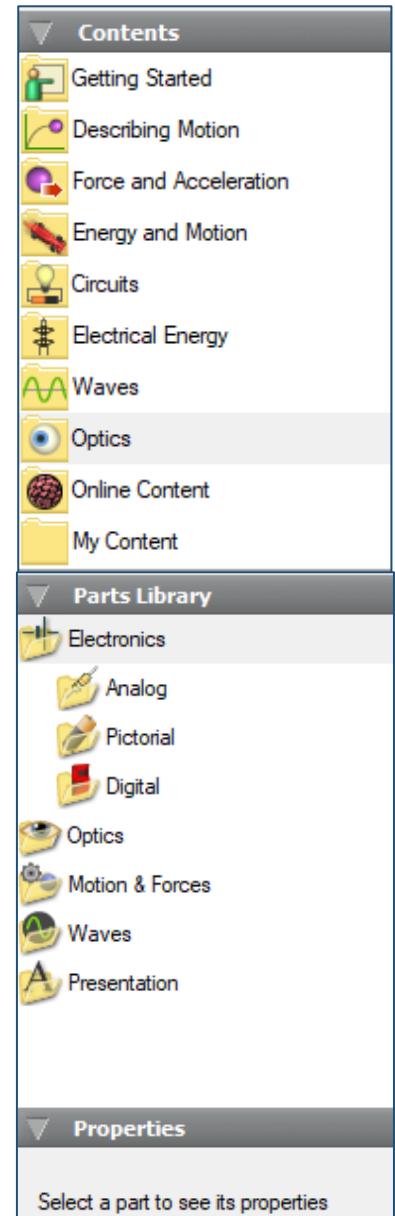 Contents
Getting Started
Describing Motion
Force and Acceleration
Energy and Motion
Circuits
Electrical Energy
Waves
Optics
Online Content
My Content
Parts Library
Electronics
Analog
Pictorial
Digital
Optics
Motion & Forces
Waves
Presentation
Properties
Select a part to see its properties